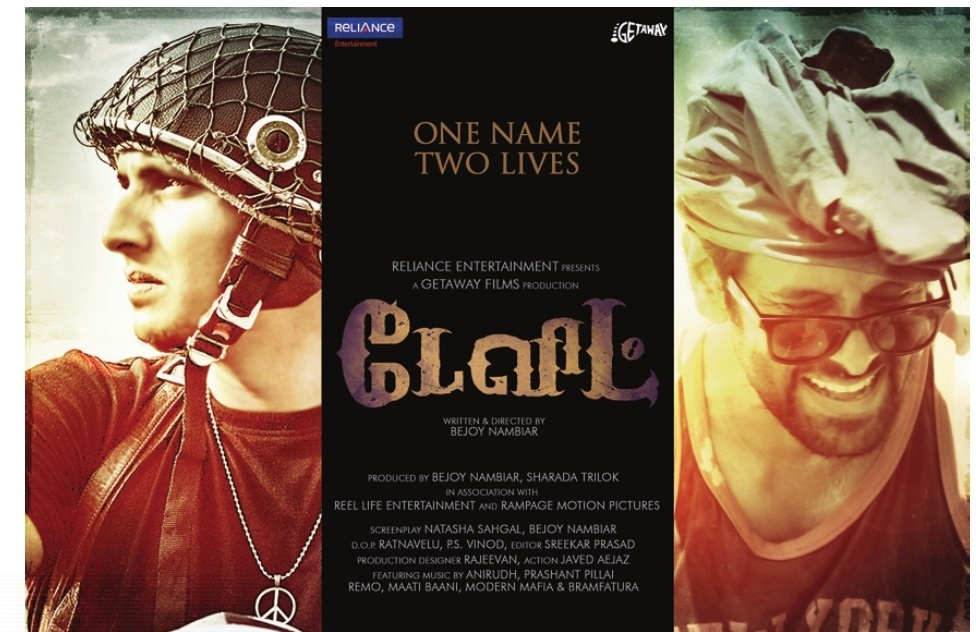 RELIANCE
Entertainment
GETAWAY
ONE NAME
TWO LIVES
RELIANCE ENTERTAINMENT PRESENTS
A GETAWAY FILMS PRODUCTION
டேவிட்
WRITTEN & DIRECTED BY
BEJOY NAMBIAR
PRODUCED BY BEJOY NAMBIAR, SHARADA TRILOK
IN ASSOCIATION WITH
REEL LIFE ENTERTAINMENT AND RAMPAGE MOTION PICTURES
SCREENPLAY NATASHA SAHGAL, BEJOY NAMBIAR
D.O.P. RATNAVELU, P.S. VINOD, EDITOR SREEKAR PRASAD
PRODUCTION DESIGNER RAJEEVAN, ACTION JAVED AEJAZ
FEATURING MUSIC BY ANIRUDH, PRASHANT PILLAI
REMO, MAATI BAANI, MODERN MAFIA & BRAMFATURA